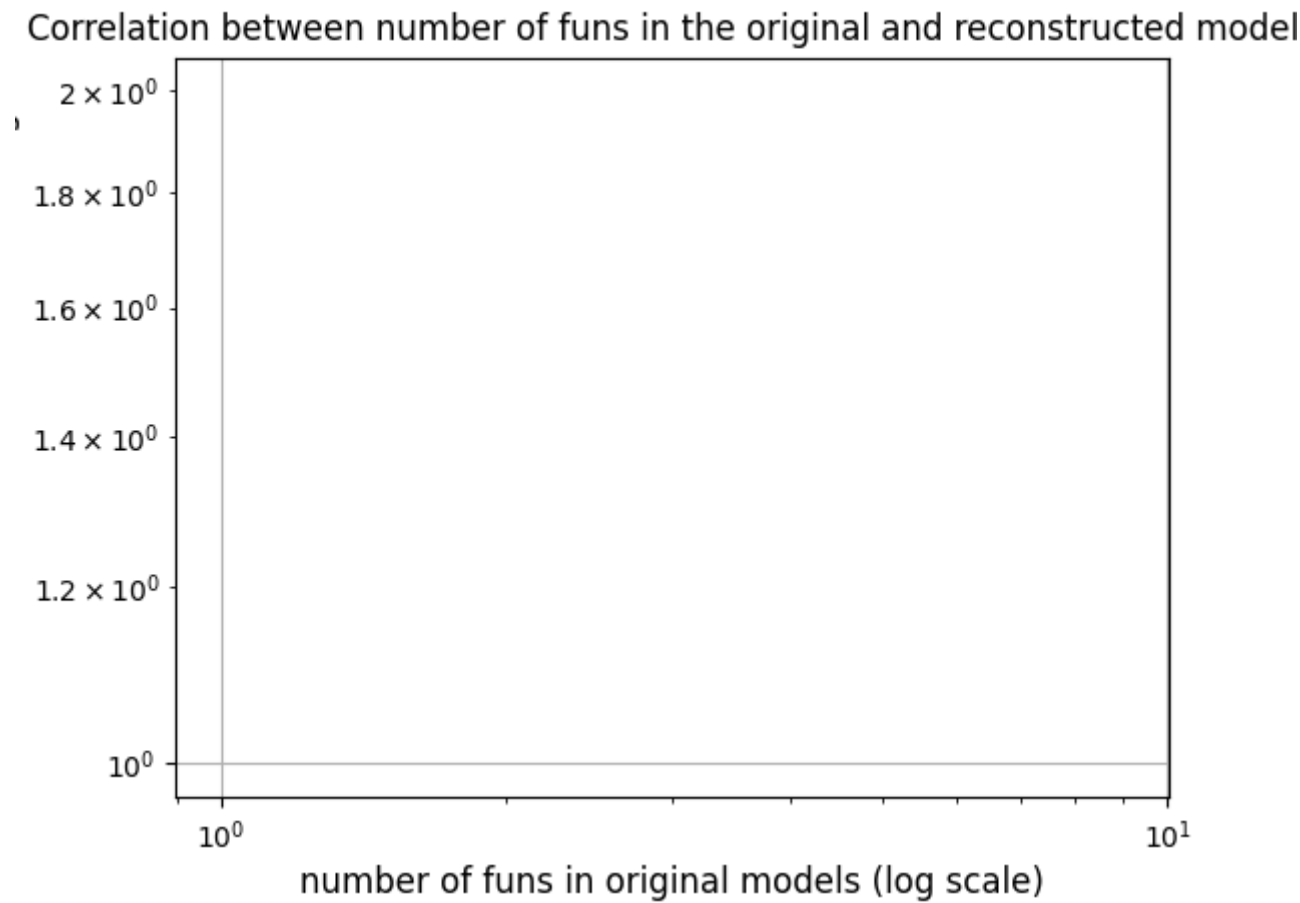 Correlation between number of funs in the original and reconstructed model
2 × 10⁰
1.8 × 10⁰
1.6 × 10⁰
1.4 × 10⁰
1.2 × 10⁰
10⁰
10⁰ 10¹
number of funs in original models (log scale)